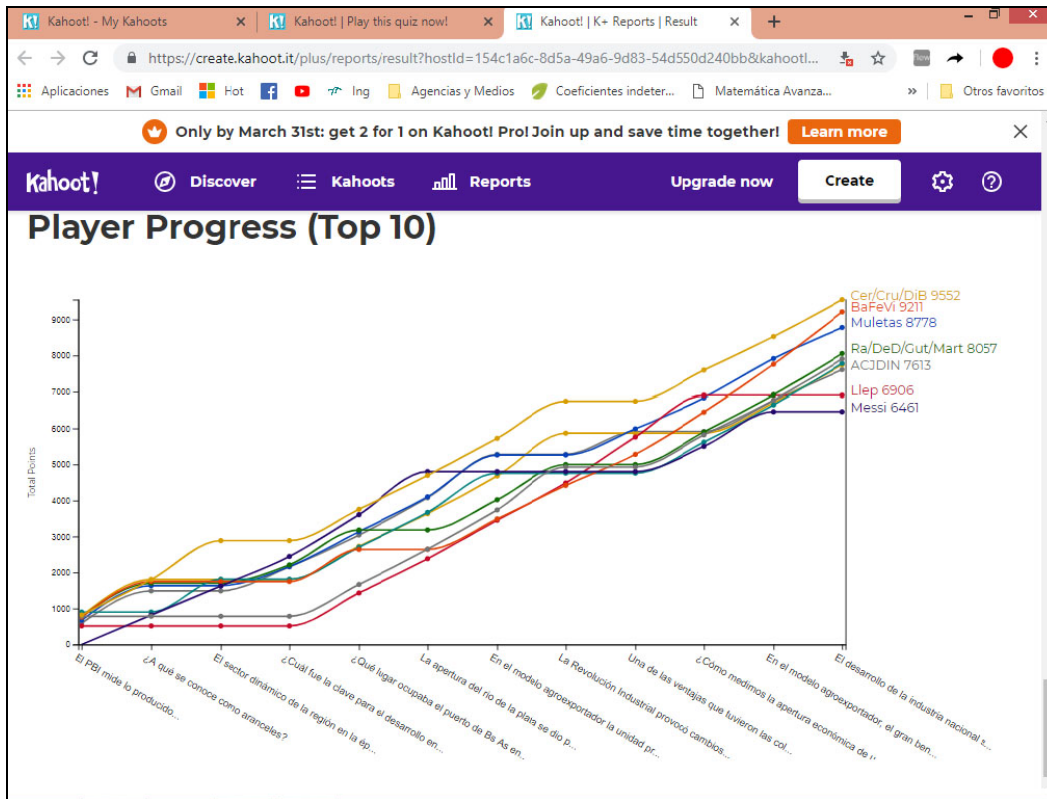 Kahoot! - My Kahoots
Kahoot! | Play this quiz now!
Kahoot! | K+ Reports | Result
https://create.kahoot.it/plus/reports/result?hostId=154c1a6c-8d5a-49a6-9d83-54d550d240bb&kahootI...
New
Aplicaciones
Gmail
Hot
Ing
Agencias y Medios
Coeficientes indeter...
Matemática Avanza...
»
Otros favoritos
Only by March 31st: get 2 for 1 on Kahoot! Pro! Join up and save time together!
Learn more
Kahoot!
Discover
Kahoots
Reports
Upgrade now
Create
Player Progress (Top 10)
Cer/Cru/DiB 9552
BaFeVi 9211
Muletas 8778
Ra/DeD/Gut/Mart 8057
ACJDIN 7613
Llep 6906
Messi 6461
Total Points
9000
8000
7000
6000
5000
4000
3000
2000
1000
0
El PBI mide lo producido...
¿A qué se conoce como aranceles?
El sector dinámico de la región en la ép...
¿Cuál fue la clave para el desarrollo en...
¿Qué lugar ocupaba el puerto de Bs As en...
La apertura del río de la plata se dio p...
En el modelo agroexportador la unidad pr...
La Revolución Industrial provocó cambios...
Una de las ventajas que tuvieron las col...
¿Cómo medimos la apertura económica de
En el modelo agroexportador, el gran ben...
El desarrollo de la industria nacional s...